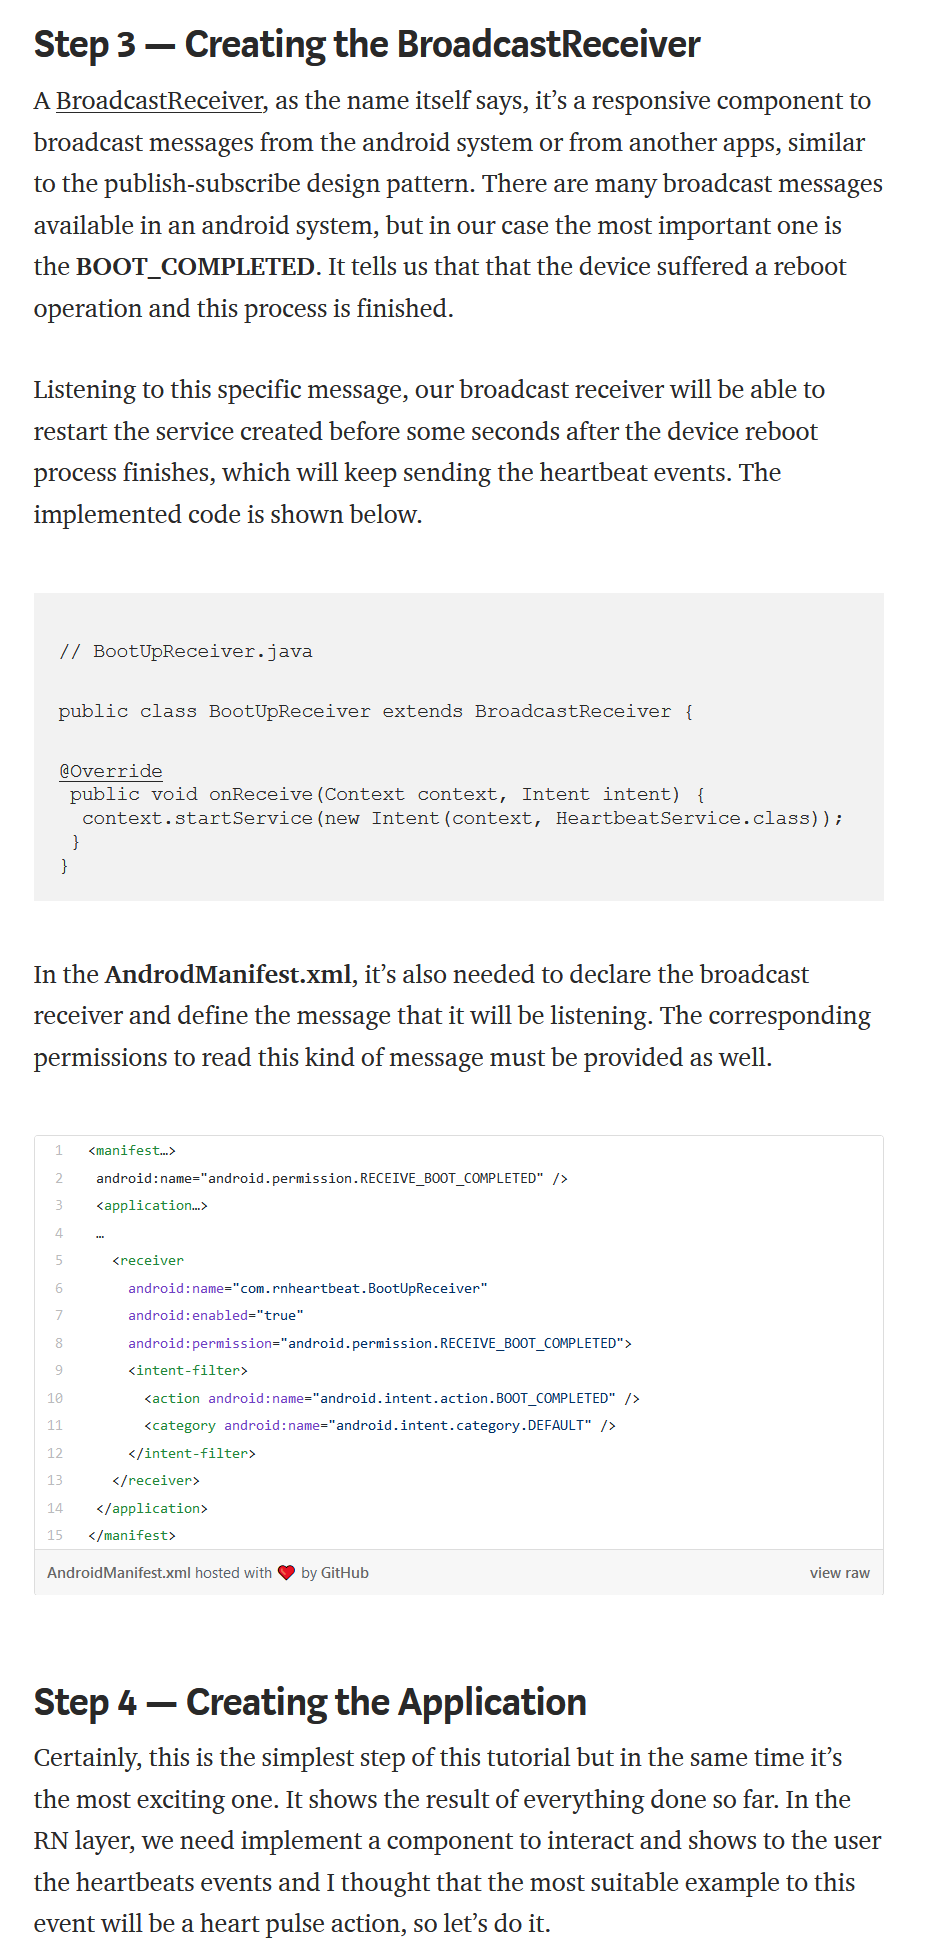 Step 3 — Creating the BroadcastReceiver
A BroadcastReceiver, as the name itself says, it’s a responsive component to
broadcast messages from the android system or from another apps, similar
to the publish-subscribe design pattern. There are many broadcast messages
available in an android system, but in our case the most important one is
the BOOT_COMPLETED. It tells us that that the device suffered a reboot
operation and this process is finished.
Listening to this specific message, our broadcast receiver will be able to
restart the service created before some seconds after the device reboot
process finishes, which will keep sending the heartbeat events. The
implemented code is shown below.
// BootUpReceiver.java
public class BootUpReceiver extends BroadcastReceiver {
@Override
public void onReceive(Context context, Intent intent) {
context.startService(new Intent(context, HeartbeatService.class));
}
}
In the AndrodManifest.xml, it’s also needed to declare the broadcast
receiver and define the message that it will be listening. The corresponding
permissions to read this kind of message must be provided as well.
1 <manifest…>
2 android:name="android.permission.RECEIVE_BOOT_COMPLETED" />
3 <application…>
4 …
5 <receiver
6 android:name="com.rnheartbeat.BootUpReceiver"
7 android:enabled="true"
8 android:permission="android.permission.RECEIVE_BOOT_COMPLETED">
9 <intent-filter>
10 <action android:name="android.intent.action.BOOT_COMPLETED" />
11 <category android:name="android.intent.category.DEFAULT" />
12 </intent-filter>
13 </receiver>
14 </application>
15 </manifest>
AndroidManifest.xml hosted with ❤ by GitHub view raw
Step 4 — Creating the Application
Certainly, this is the simplest step of this tutorial but in the same time it’s
the most exciting one. It shows the result of everything done so far. In the
RN layer, we need implement a component to interact and shows to the user
the heartbeats events and I thought that the most suitable example to this
event will be a heart pulse action, so let’s do it.